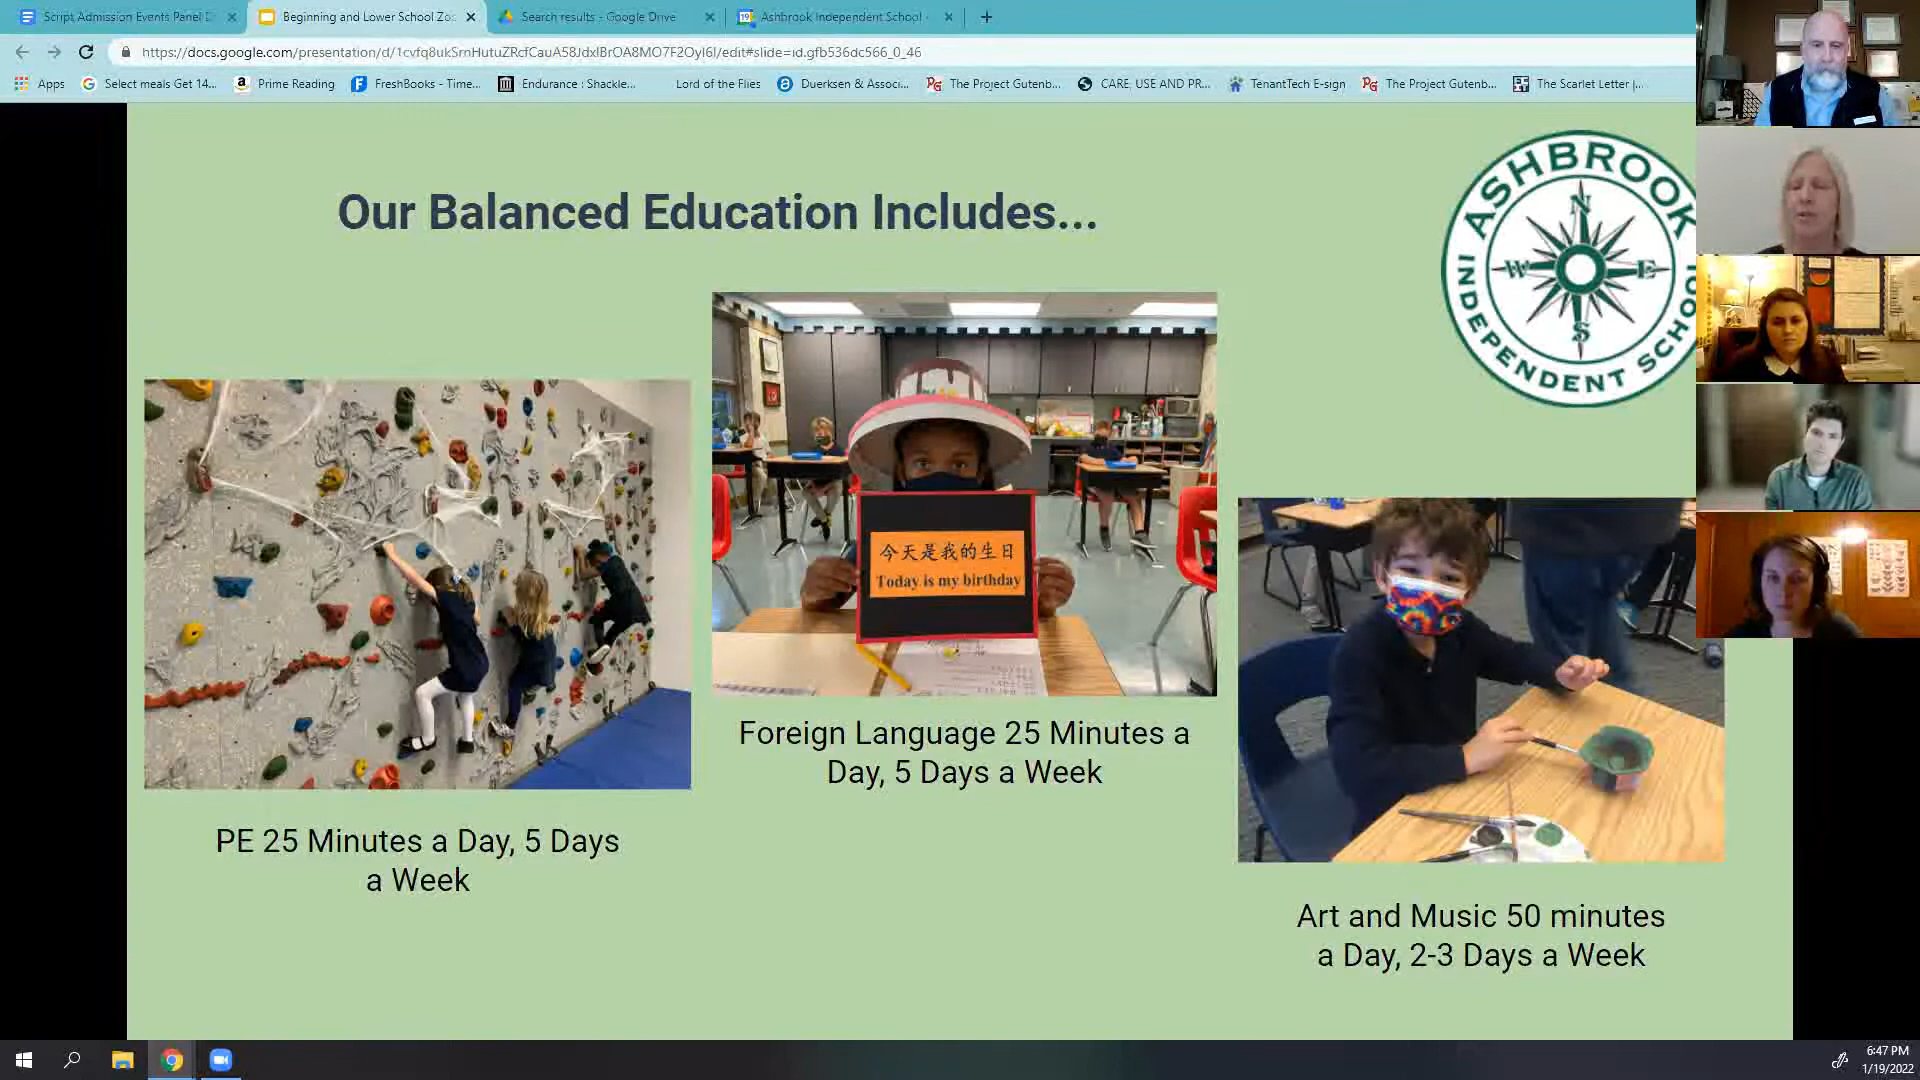 Script Admission Events Panel D
Beginning and Lower School Zo
Search results - Google Drive
Ashbrook Independent School -
https://docs.google.com/presentation/d/1cvfq8ukSrnHutuZRcfCauA58JdxlBrOA8MO7F2OyI6I/edit#slide=id.gfb536dc566_0_46
Apps
Select meals Get 14...
Prime Reading
FreshBooks - Time...
Endurance : Shackle...
Lord of the Flies
Duerksen & Associ...
The Project Gutenb...
CARE, USE AND PR...
TenantTech E-sign
The Project Gutenb...
The Scarlet Letter |...
Our Balanced Education Includes...
ASHBROOK
INDEPENDENT SCHOOL
N
W
E
S
今天是我的生日
Today is my birthday
Foreign Language 25 Minutes a
Day, 5 Days a Week
PE 25 Minutes a Day, 5 Days
a Week
Art and Music 50 minutes
a Day, 2-3 Days a Week
6:47 PM
1/19/2022